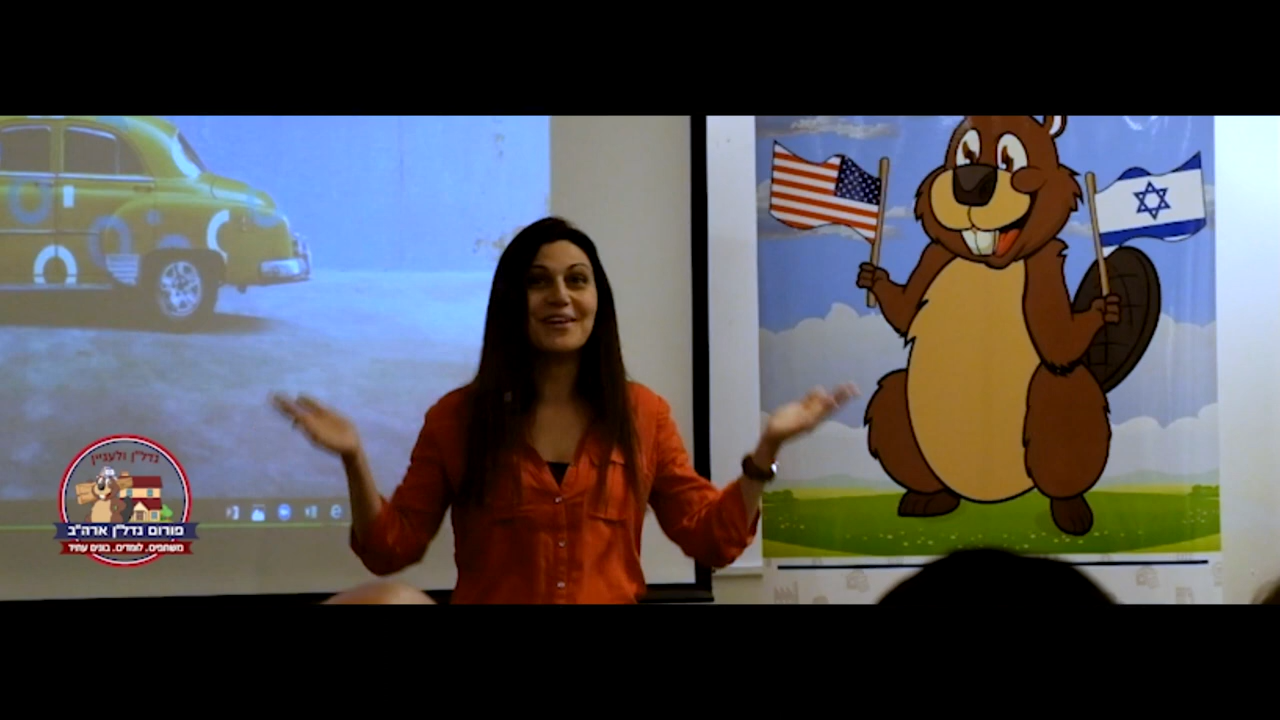 נדל"ן ולעניין
פורום נדל"ן ארה"ב
משתפים. לומדים. בונים עתיד